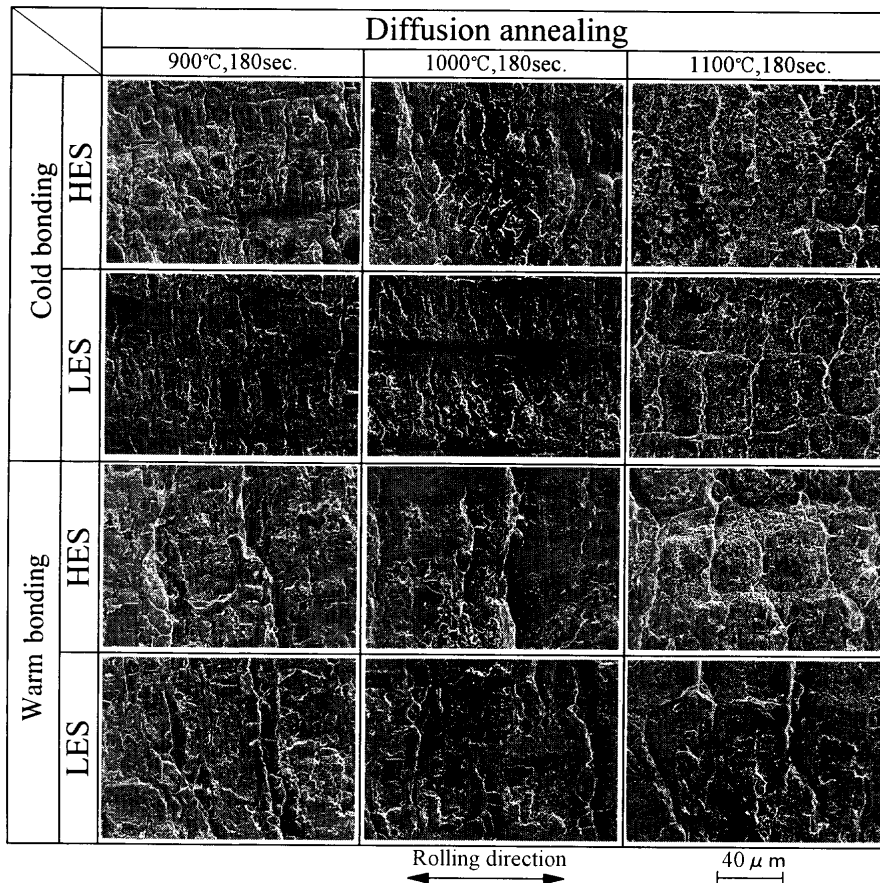 Diffusion annealing
900℃,180sec.
1000℃,180sec.
1100℃,180sec.
Cold bonding
HES
LES
Warm bonding
HES
LES
Rolling direction
40 μ m